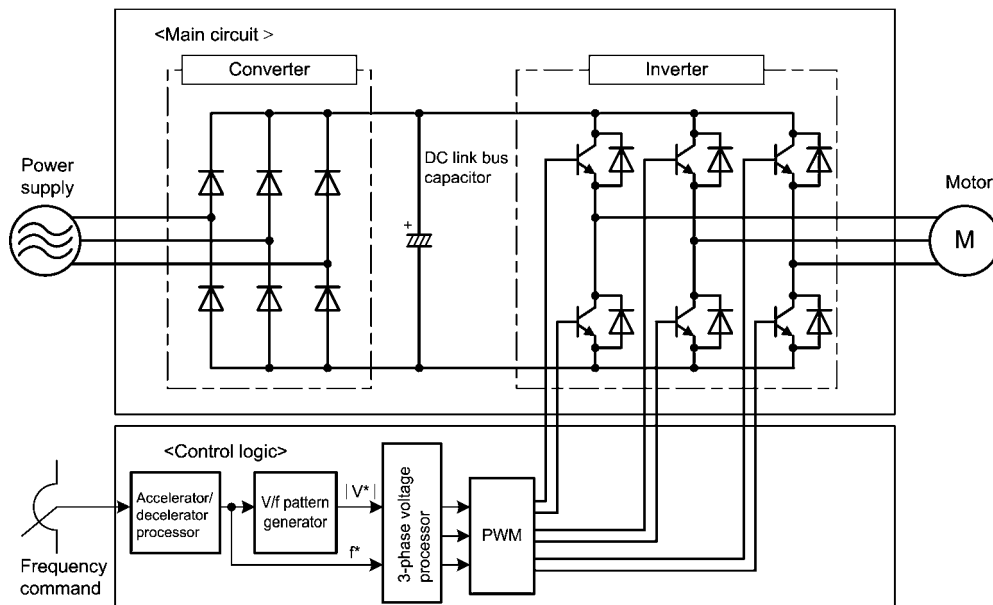 <Main circuit >
Converter
Inverter
Power
supply
DC link bus
capacitor
+
Motor
M
<Control logic>
Accelerator/
decelerator
processor
V/f pattern
generator
| V* |
f*
3-phase voltage
processor
PWM
Frequency
command